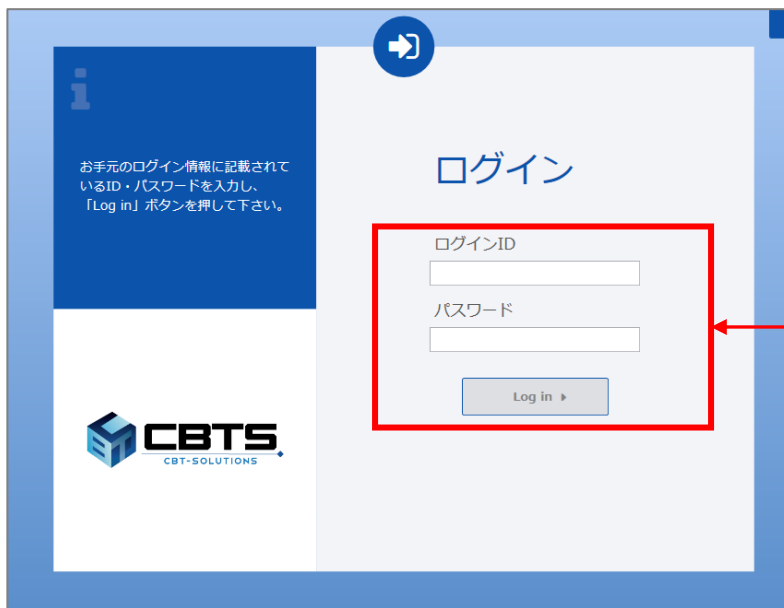 お手元のログイン情報に記載されて
いるID・パスワードを入力し、
「Log in」ボタンを押して下さい。
ログイン
ログインID
パスワード
Log in
CBTS
CBT-SOLUTIONS